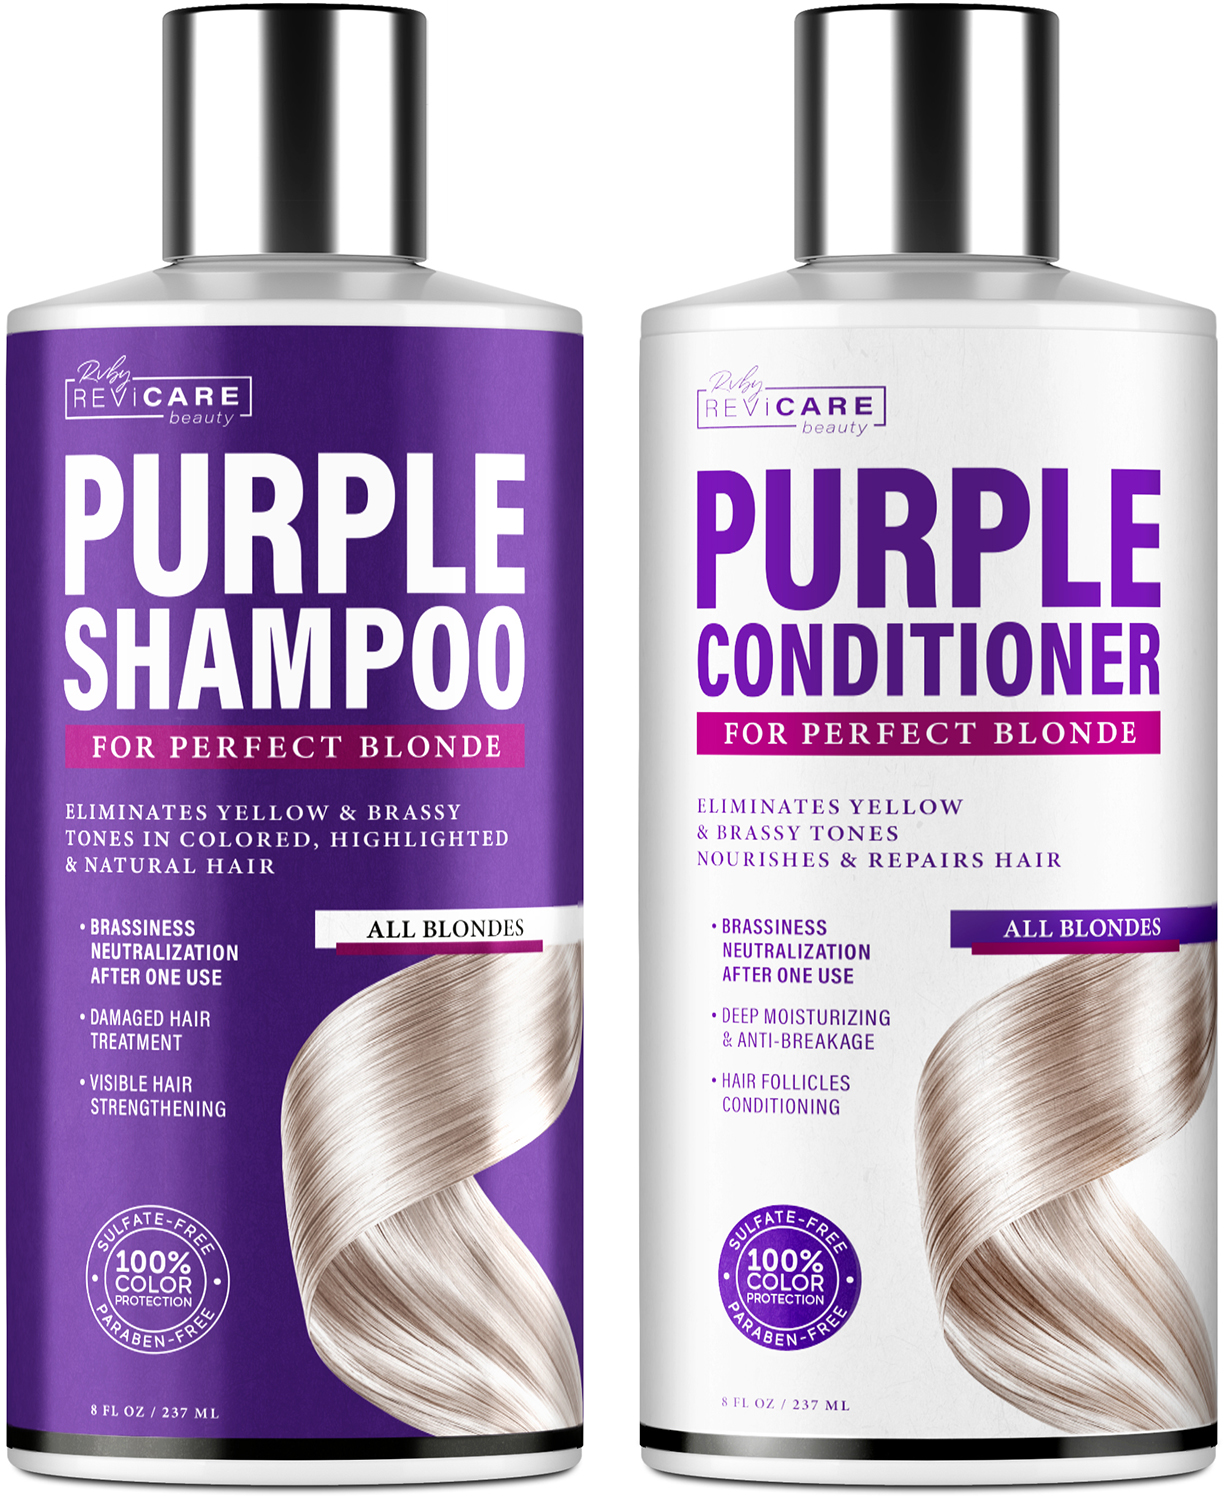 Ruby
REViCARE
beauty
PURPLE
SHAMPOO
FOR PERFECT BLONDE
ELIMINATES YELLOW & BRASSY
TONES IN COLORED, HIGHLIGHTED
& NATURAL HAIR
• BRASSINESS
NEUTRALIZATION
AFTER ONE USE
• DAMAGED HAIR
TREATMENT
• VISIBLE HAIR
STRENGTHENING
ALL BLONDES
SULFATE-FREE
100%
COLOR
PROTECTION
PARABEN-FREE
8 FL OZ / 237 ML
Ruby
REViCARE
beauty
PURPLE
CONDITIONER
FOR PERFECT BLONDE
ELIMINATES YELLOW
& BRASSY TONES
NOURISHES & REPAIRS HAIR
• BRASSINESS
NEUTRALIZATION
AFTER ONE USE
• DEEP MOISTURIZING
& ANTI-BREAKAGE
• HAIR FOLLICLES
CONDITIONING
ALL BLONDES
SULFATE-FREE
100%
COLOR
PROTECTION
PARABEN-FREE
8 FL OZ / 237 ML